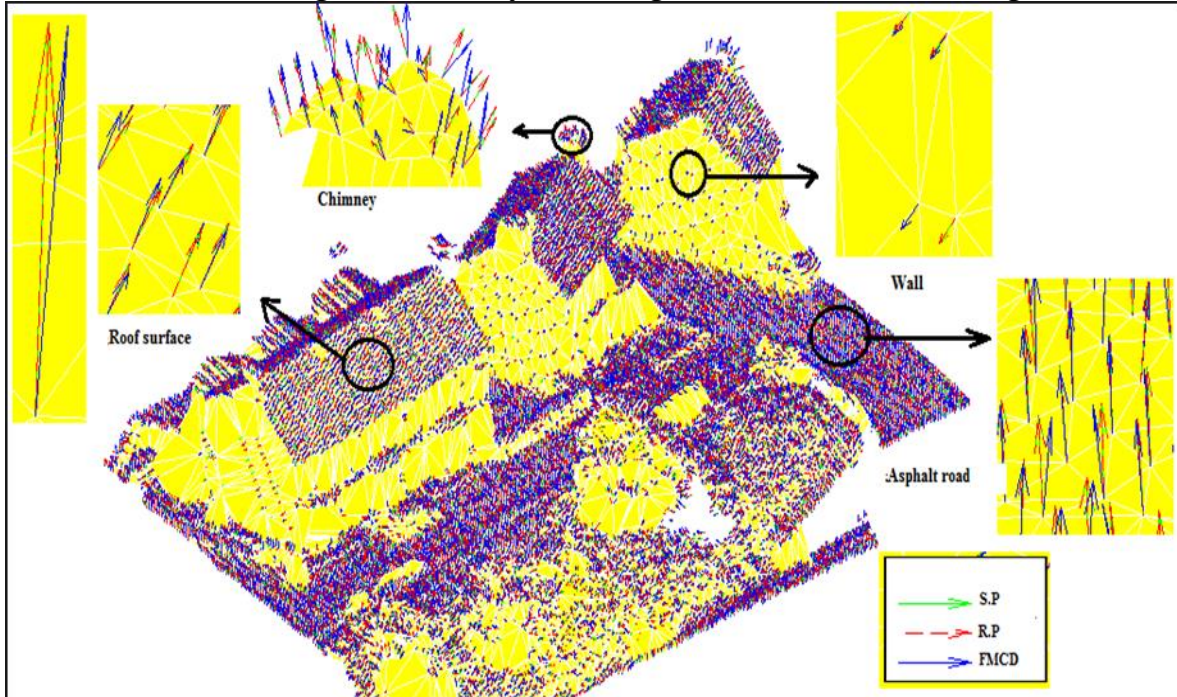 Chimney
Roof surface
Wall
:Asphalt road
S.P
R.P
FMCD